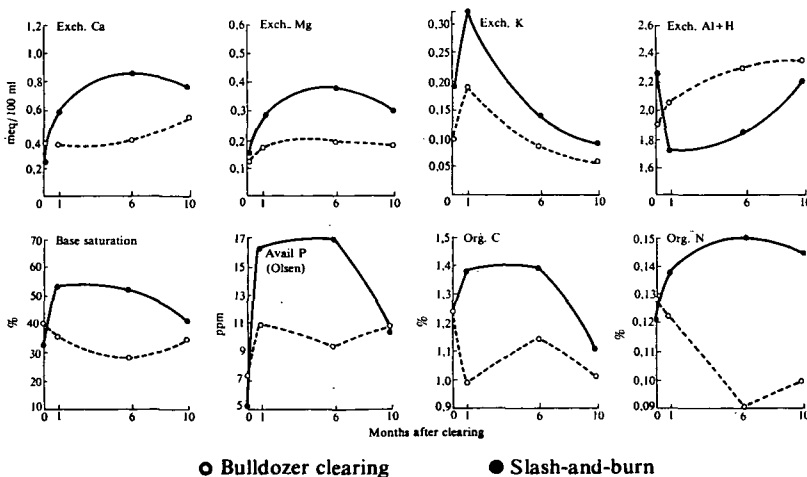 Exch. Ca
1,2
1,0
0,8
0,6
0,4
0,2
meq/100 ml
0 1 6 10
Exch. Mg
0,6
0,5
0,4
0,3
0,2
0,1
0 1 6 10
Exch. K
0,30
0,25
0,20
0,15
0,10
0,05
0 1 6 10
Exch. Al+H
2,6
2,4
2,2
2,0
1,8
1,6
0 1 6 10
Base saturation
70
60
50
40
30
20
10
%
0 1 6 10
Avail P
(Olsen)
17
15
13
11
9
7
5
ppm
0 1 6 10
Org. C
1,5
1,4
1,3
1,2
1,1
1,0
0,9
%
0 1 6 10
Org. N
0,15
0,14
0,13
0,12
0,11
0,10
0,09
%
0 1 6 10
Months after clearing
Bulldozer clearing
Slash-and-burn